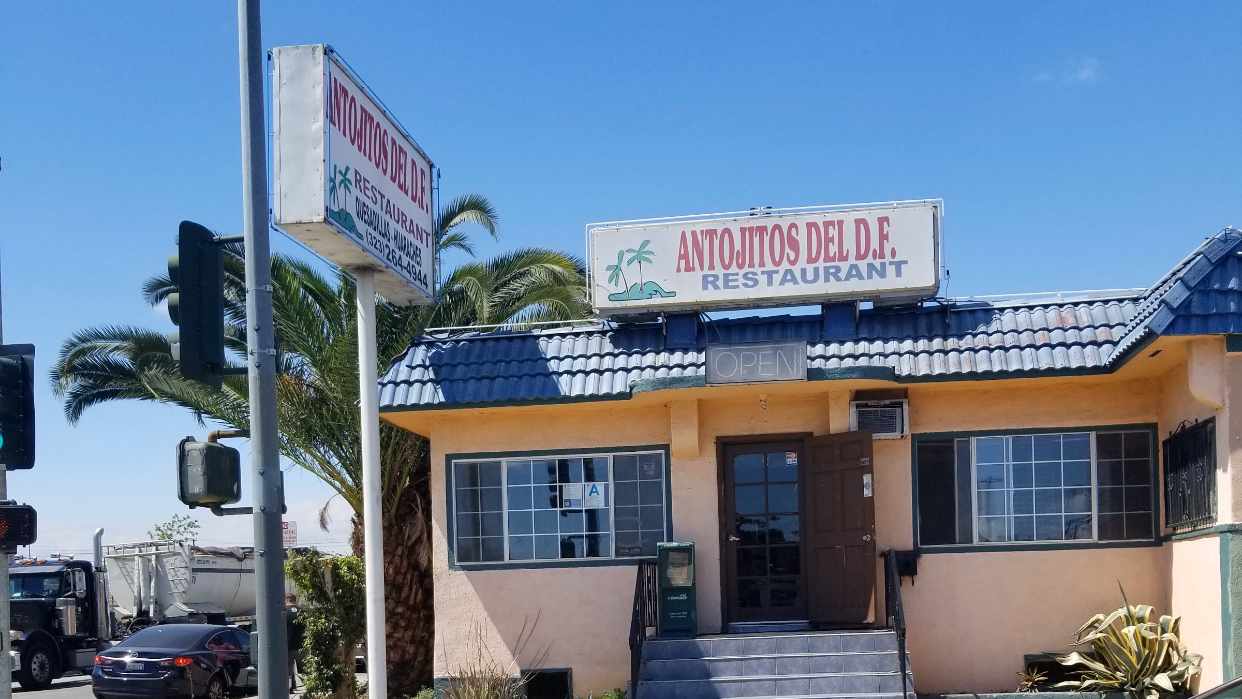 ANTOJITOS DEL D.F.
RESTAURANT
QUESADILLAS, HUARACHES
(323) 264-4944
ANTOJITOS DEL D.F.
RESTAURANT
OPEN
A